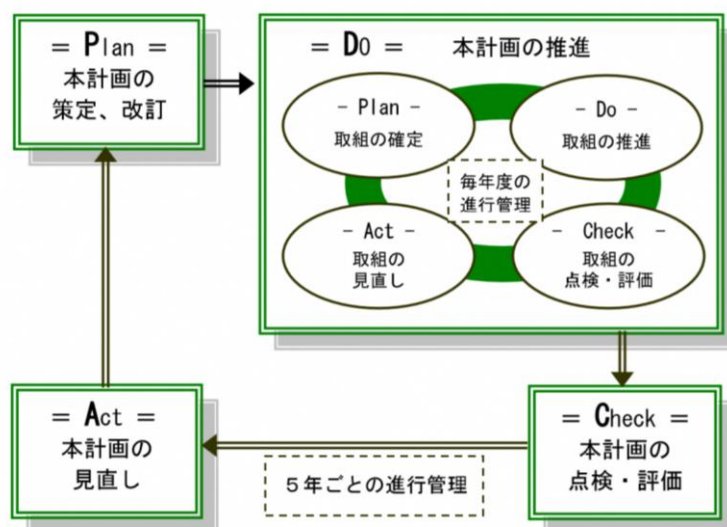 = Plan =
本計画の
策定、改訂
= DO =　本計画の推進
- Plan -
取組の確定
- Do -
取組の推進
毎年度の
進行管理
- Act -
取組の
見直し
- Check -
取組の
点検・評価
= Act =
本計画の
見直し
= Check =
本計画の
点検・評価
５年ごとの進行管理